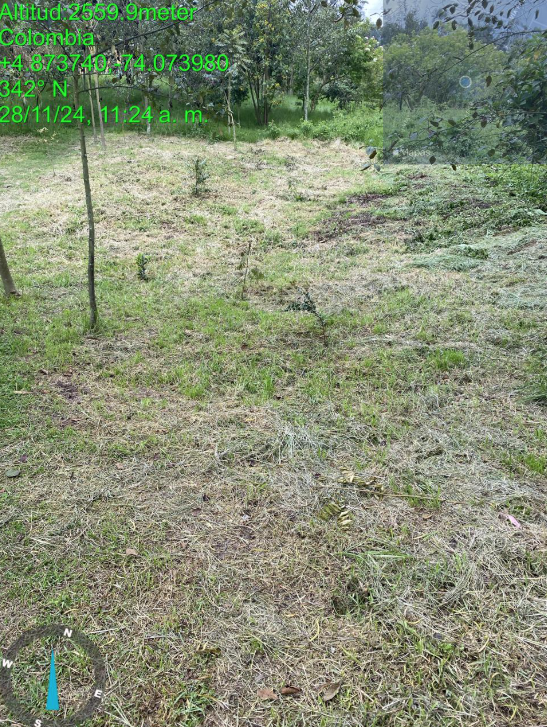 Altitud:2559.9meter
Colombia
+4.873740,-74.073980
342° N
28/11/24, 11:24 a. m.
N
W
E
S